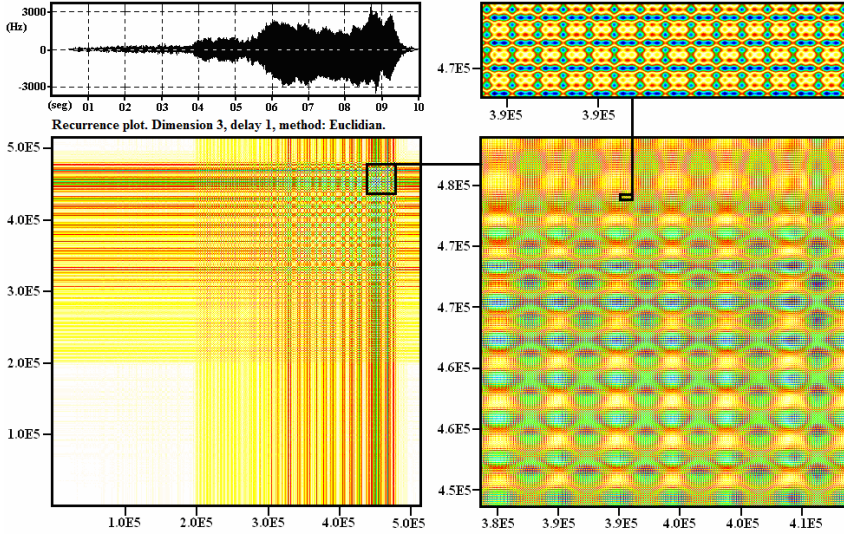 3000
(Hz)
0
-3000
(seg) 01 02 03 04 05 06 07 08 09 10
4.7E5
3.9E5 3.9E5
Recurrence plot. Dimension 3, delay 1, method: Euclidian.
5.0E5
4.0E5
3.0E5
2.0E5
1.0E5
1.0E5 2.0E5 3.0E5 4.0E5 5.0E5
4.8E5
4.7E5
4.7E5
4.6E5
4.6E5
4.5E5
3.8E5 3.9E5 3.9E5 4.0E5 4.0E5 4.1E5